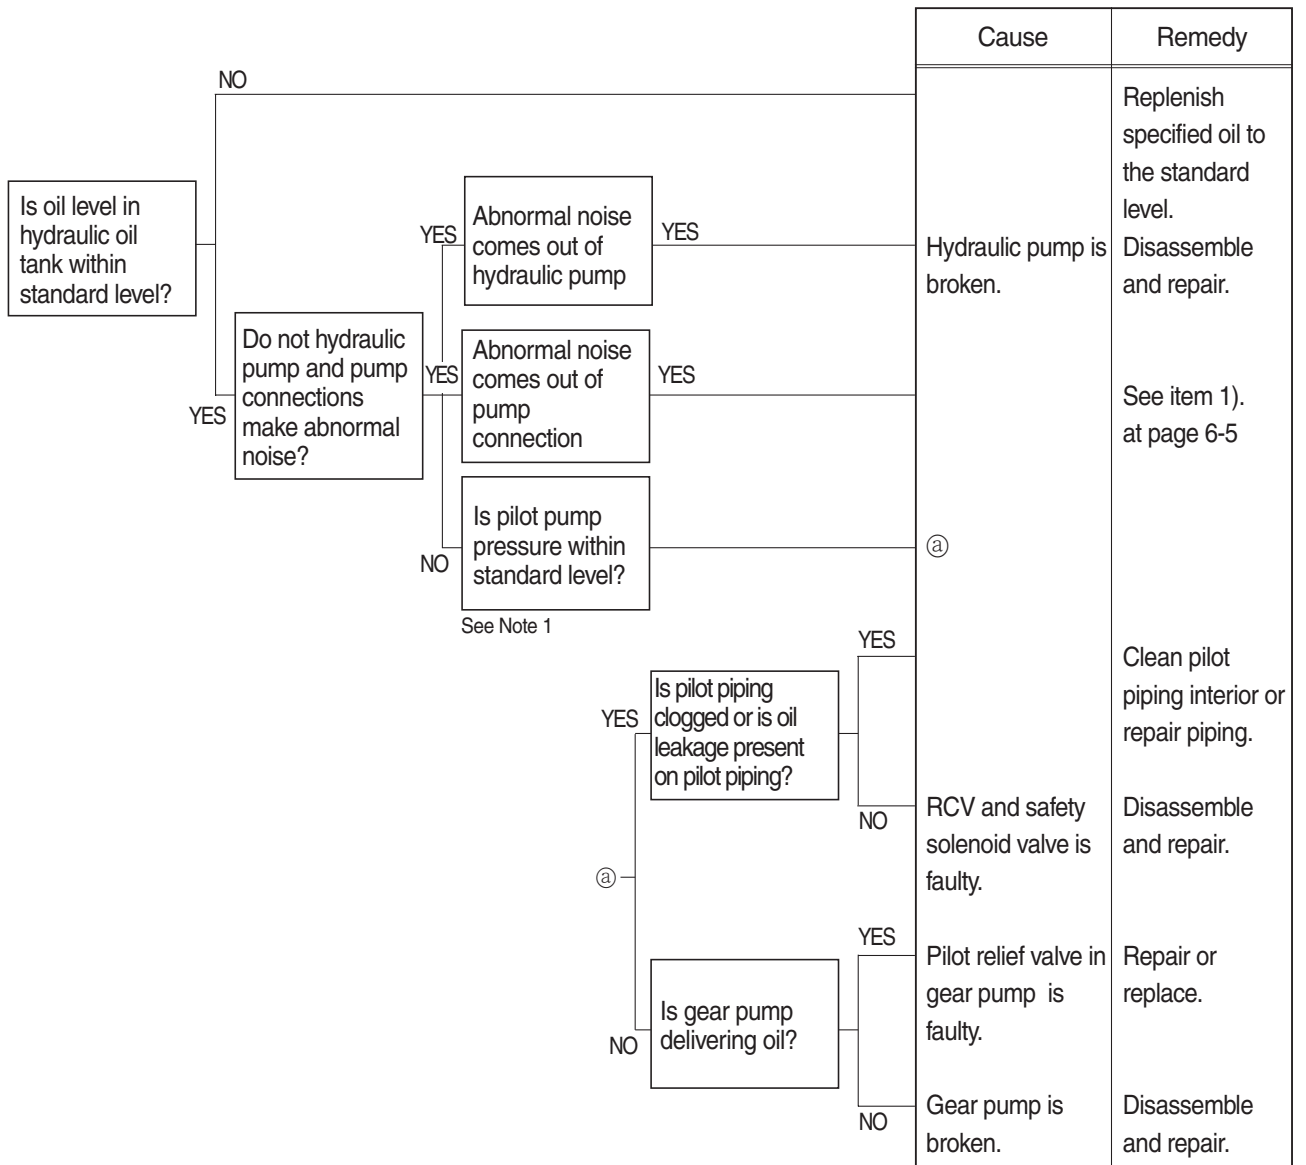 Cause
Remedy
NO
Replenish
specified oil to
the standard
level.
Is oil level in
hydraulic oil
tank within
standard level?
YES
Abnormal noise
comes out of
hydraulic pump
YES
Hydraulic pump is
broken.
Disassemble
and repair.
YES
Do not hydraulic
pump and pump
connections
make abnormal
noise?
YES
Abnormal noise
comes out of
pump
connection
YES
See item 1).
at page 6-5
NO
Is pilot pump
pressure within
standard level?
ⓐ
See Note 1
YES
Is pilot piping
clogged or is oil
leakage present
on pilot piping?
YES
Clean pilot
piping interior or
repair piping.
NO
RCV and safety
solenoid valve is
faulty.
Disassemble
and repair.
ⓐ
NO
Is gear pump
delivering oil?
YES
Pilot relief valve in
gear pump is
faulty.
Repair or
replace.
NO
Gear pump is
broken.
Disassemble
and repair.